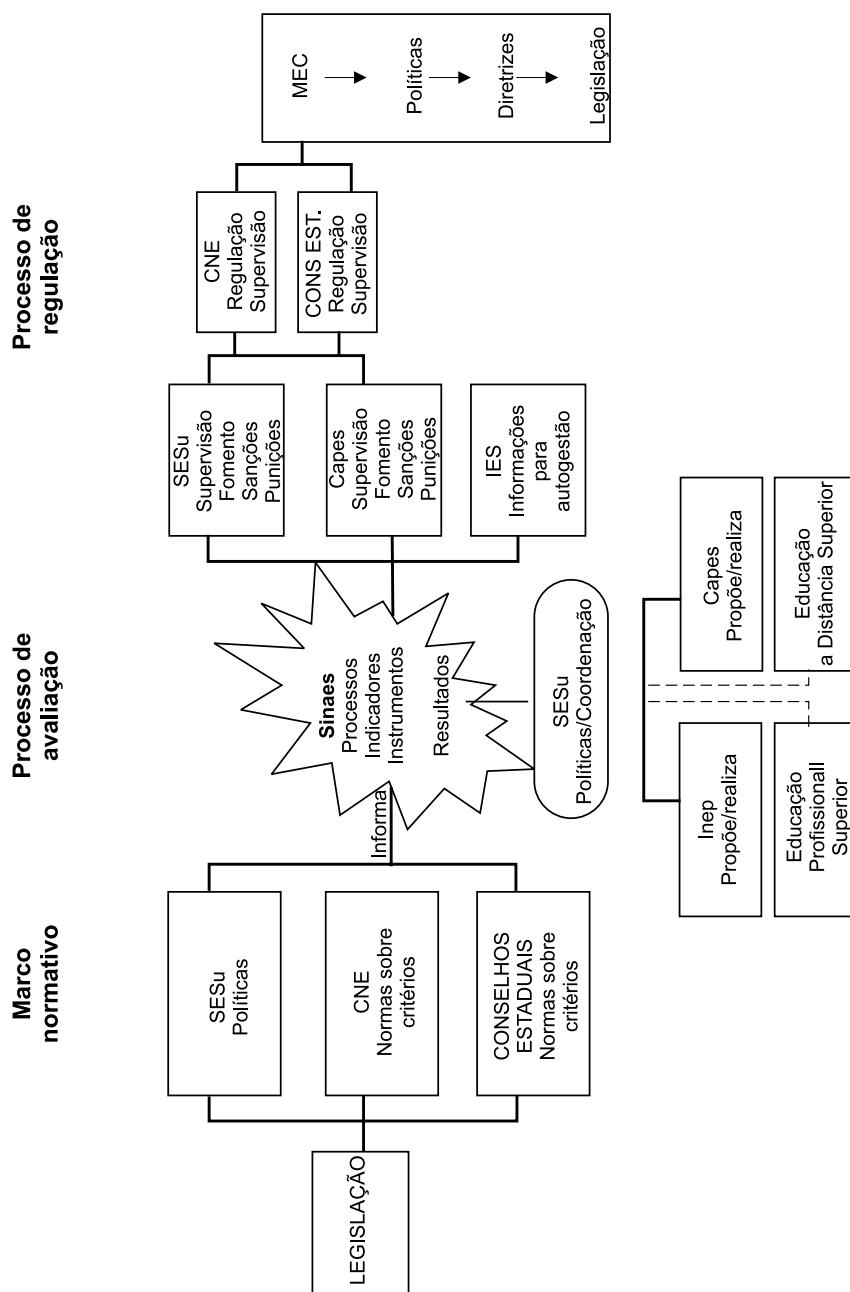 Marco
normativo
Processo de
avaliação
Processo de
regulação
LEGISLAÇÃO
SESu
Políticas
CNE
Normas sobre
critérios
CONSELHOS
ESTADUAIS
Normas sobre
critérios
Informa
Sinaes
Processos
Indicadores
Instrumentos
Resultados
SESu
Políticas/Coordenação
Inep
Propõe/realiza
Capes
Propõe/realiza
Educação
Profissionall
Superior
Educação
a Distância Superior
SESu
Supervisão
Fomento
Sanções
Punições
Capes
Supervisão
Fomento
Sanções
Punições
IES
Informações
para
autogestão
CNE
Regulação
Supervisão
CONS EST.
Regulação
Supervisão
MEC
Políticas
Diretrizes
Legislação